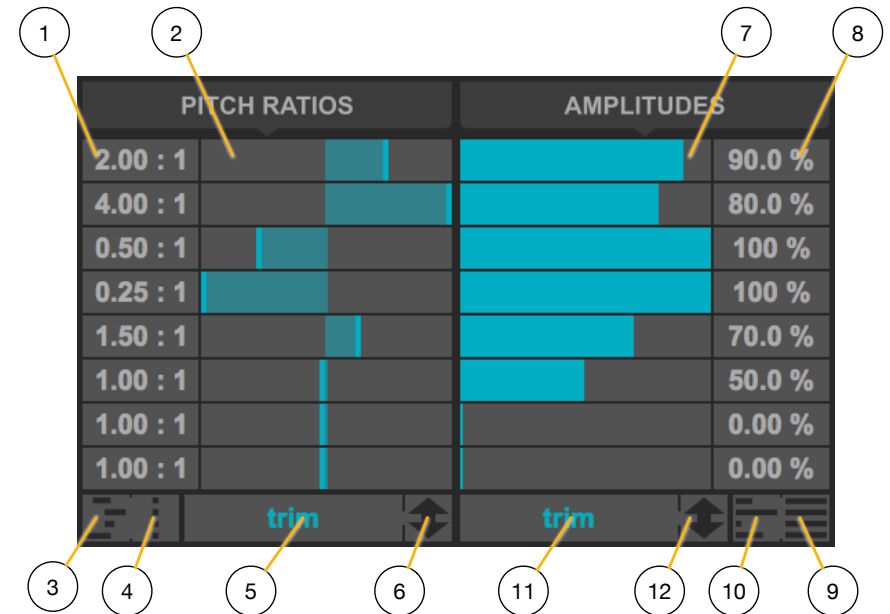 1 2 7 8
PITCH RATIOS AMPLITUDES
2.00 : 1 90.0 %
4.00 : 1 80.0 %
0.50 : 1 100 %
0.25 : 1 100 %
1.50 : 1 70.0 %
1.00 : 1 50.0 %
1.00 : 1 0.00 %
1.00 : 1 0.00 %
trim trim
3 4 5 6 11 12 10 9